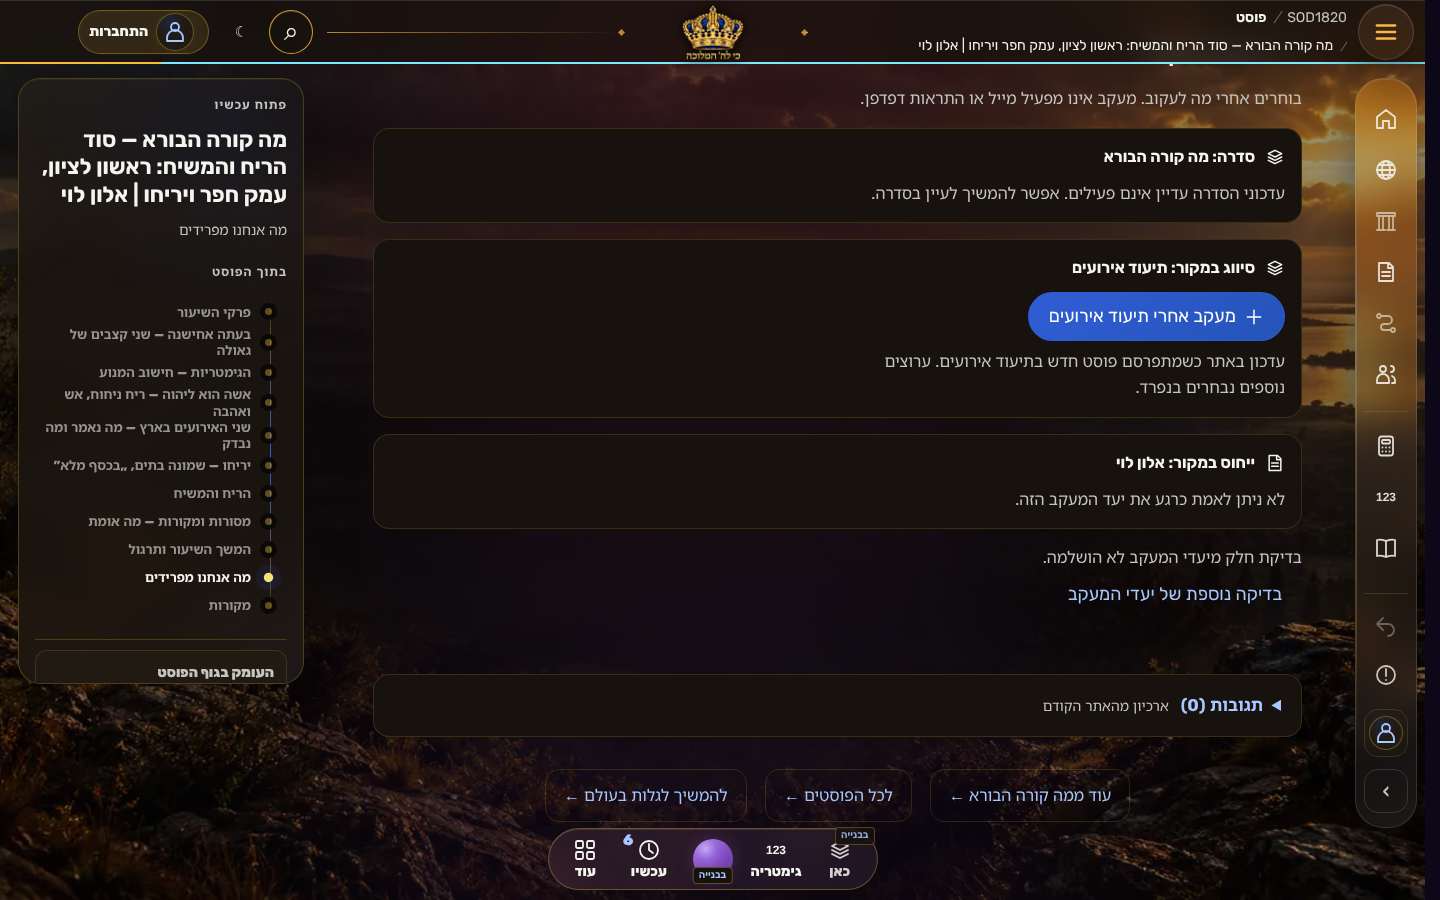 SOD1820 / פוסט
/ מה קורה הבורא – סוד הריח והמשיח: ראשון לציון, עמק חפר ויריחו | אלון לוי
כי לה' המלוכה
התחברות
בוחרים אחרי מה לעקוב. מעקב אינו מפעיל מייל או התראות דפדפן.
סדרה: מה קורה הבורא
עדכוני הסדרה עדיין אינם פעילים. אפשר להמשיך לעיין בסדרה.
סיווג במקור: תיעוד אירועים
+ מעקב אחרי תיעוד אירועים
עדכון באתר כשמתפרסם פוסט חדש בתיעוד אירועים. ערוצים
נוספים נבחרים בנפרד.
ייחוס במקור: אלון לוי
לא ניתן לאמת כרגע את יעד המעקב הזה.
בדיקת חלק מיעדי המעקב לא הושלמה.
בדיקה נוספת של יעדי המעקב
תגובות (0) ארכיון מהאתר הקודם
עוד ממה קורה הבורא ←
לכל הפוסטים ←
להמשיך לגלות בעולם ←
פתוח עכשיו
מה קורה הבורא – סוד
הריח והמשיח: ראשון לציון,
עמק חפר ויריחו | אלון לוי
מה אנחנו מפרידים
בתוך הפוסט
פרקי השיעור
בעתה אחישנה – שני קצבים של
גאולה
הגימטריות – חישוב המנוע
אשה הוא ליהוה – ריח ניחוח, אש
ואהבה
שני האירועים בארץ – מה נאמר ומה
נבדק
יריחו – שמונה בתים, „בכסף מלא”
הריח והמשיח
מסורות ומקורות – מה אומת
המשך השיעור ותרגול
מה אנחנו מפרידים
מקורות
העומק בגוף הפוסט
123
בבנייה
כאן
123
גימטריה
בבנייה
6
עכשיו
עוד